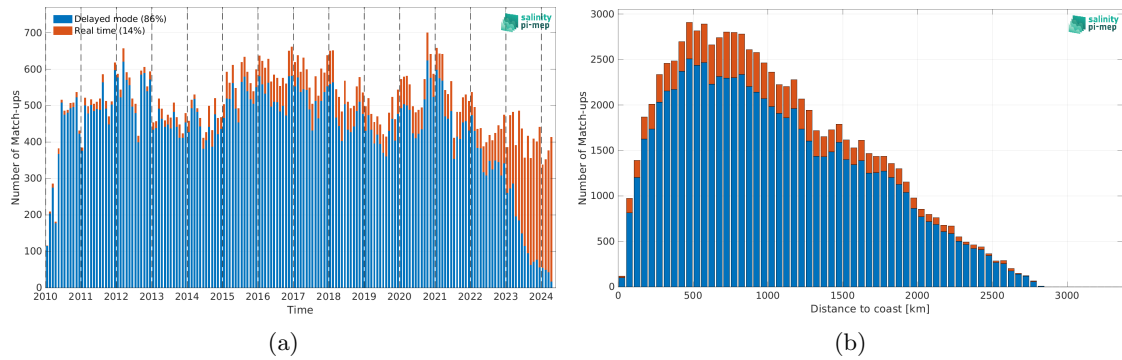 Delayed mode (86%)
Real time (14%)
salinity
pi-mep
Number of Match-ups
700
600
500
400
300
200
100
0
2010 2011 2012 2013 2014 2015 2016 2017 2018 2019 2020 2021 2022 2023 2024
Time
(a)
salinity
pi-mep
Number of Match-ups
3000
2500
2000
1500
1000
500
0
0 500 1000 1500 2000 2500 3000
Distance to coast [km]
(b)